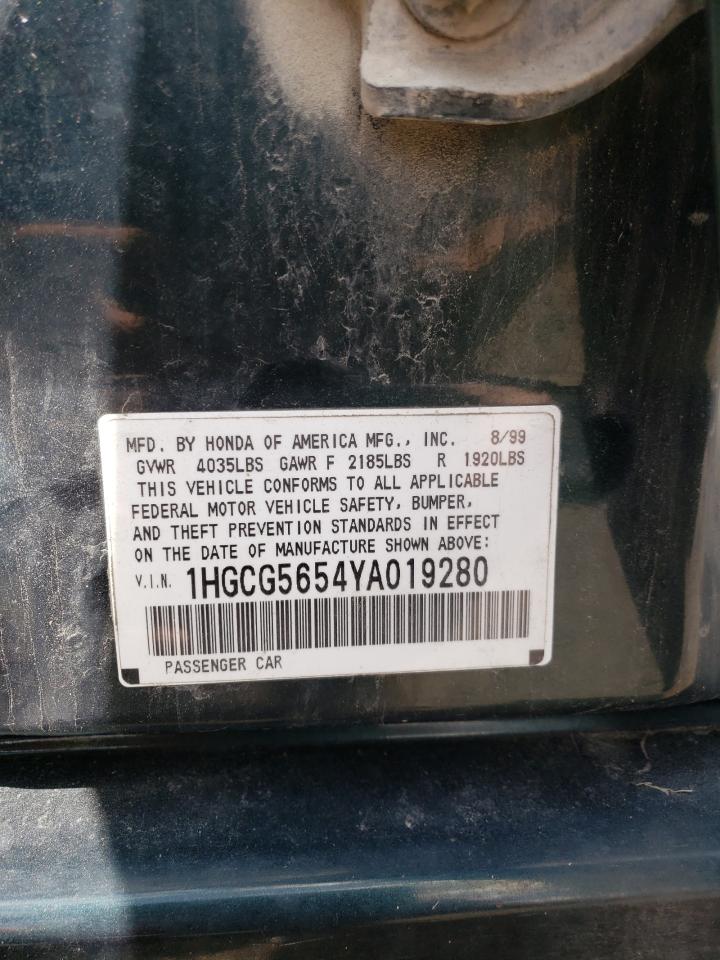 MFD. BY HONDA OF AMERICA MFG., INC. 8/99
GVWR 4035LBS GAWR F 2185LBS R 1920LBS
THIS VEHICLE CONFORMS TO ALL APPLICABLE
FEDERAL MOTOR VEHICLE SAFETY, BUMPER,
AND THEFT PREVENTION STANDARDS IN EFFECT
ON THE DATE OF MANUFACTURE SHOWN ABOVE:
V.I.N. 1HGCG5654YA019280
PASSENGER CAR